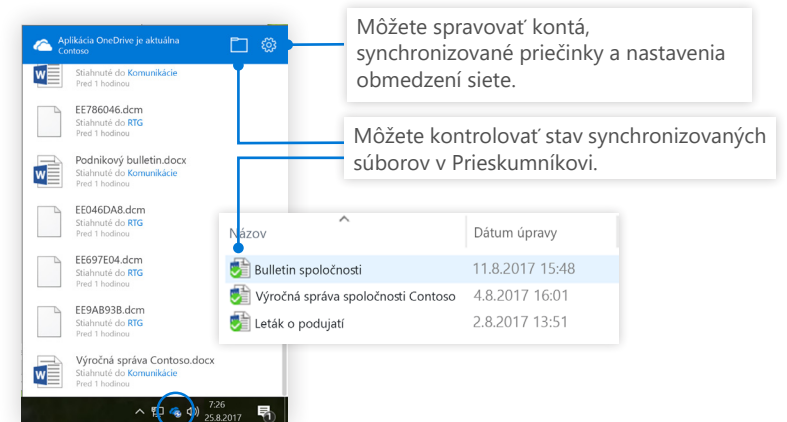 Aplikácia OneDrive je aktuálna
Contoso
Stiahnuté do Komunikácie
Pred 1 hodinou
EE786046.dcm
Stiahnuté do RTG
Pred 1 hodinou
Podnikový bulletin.docx
Stiahnuté do Komunikácie
Pred 1 hodinou
EE046DA8.dcm
Stiahnuté do RTG
Pred 1 hodinou
EE697E04.dcm
Stiahnuté do RTG
Pred 1 hodinou
EE9AB93B.dcm
Stiahnuté do RTG
Pred 1 hodinou
Výročná správa Contoso.docx
Stiahnuté do Komunikácie
Pred 1 hodinou
7:26
25.8.2017
1
Môžete spravovať kontá,
synchronizované priečinky a nastavenia
obmedzení siete.
Môžete kontrolovať stav synchronizovaných
súborov v Prieskumníkovi.
Názov Dátum úpravy
Bulletin spoločnosti 11.8.2017 15:48
Výročná správa spoločnosti Contoso 4.8.2017 16:01
Leták o podujatí 2.8.2017 13:51